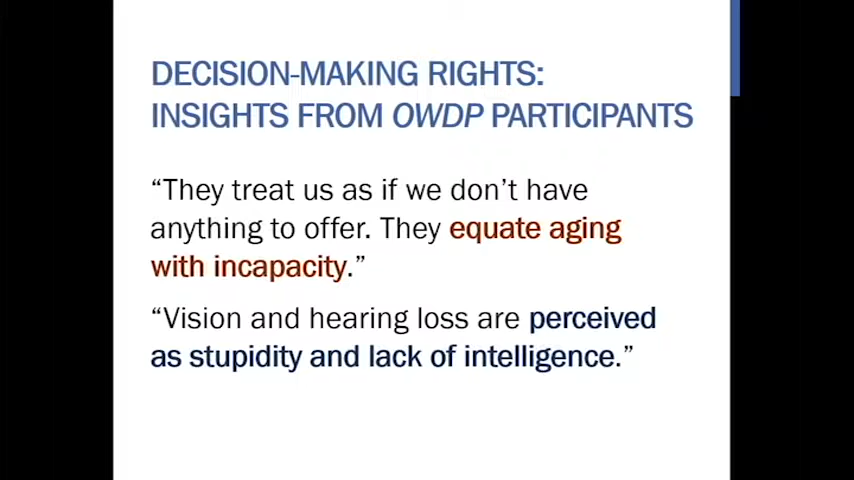 DECISION-MAKING RIGHTS:
INSIGHTS FROM OWDP PARTICIPANTS
“They treat us as if we don’t have
anything to offer. They equate aging
with incapacity.”
“Vision and hearing loss are perceived
as stupidity and lack of intelligence.”